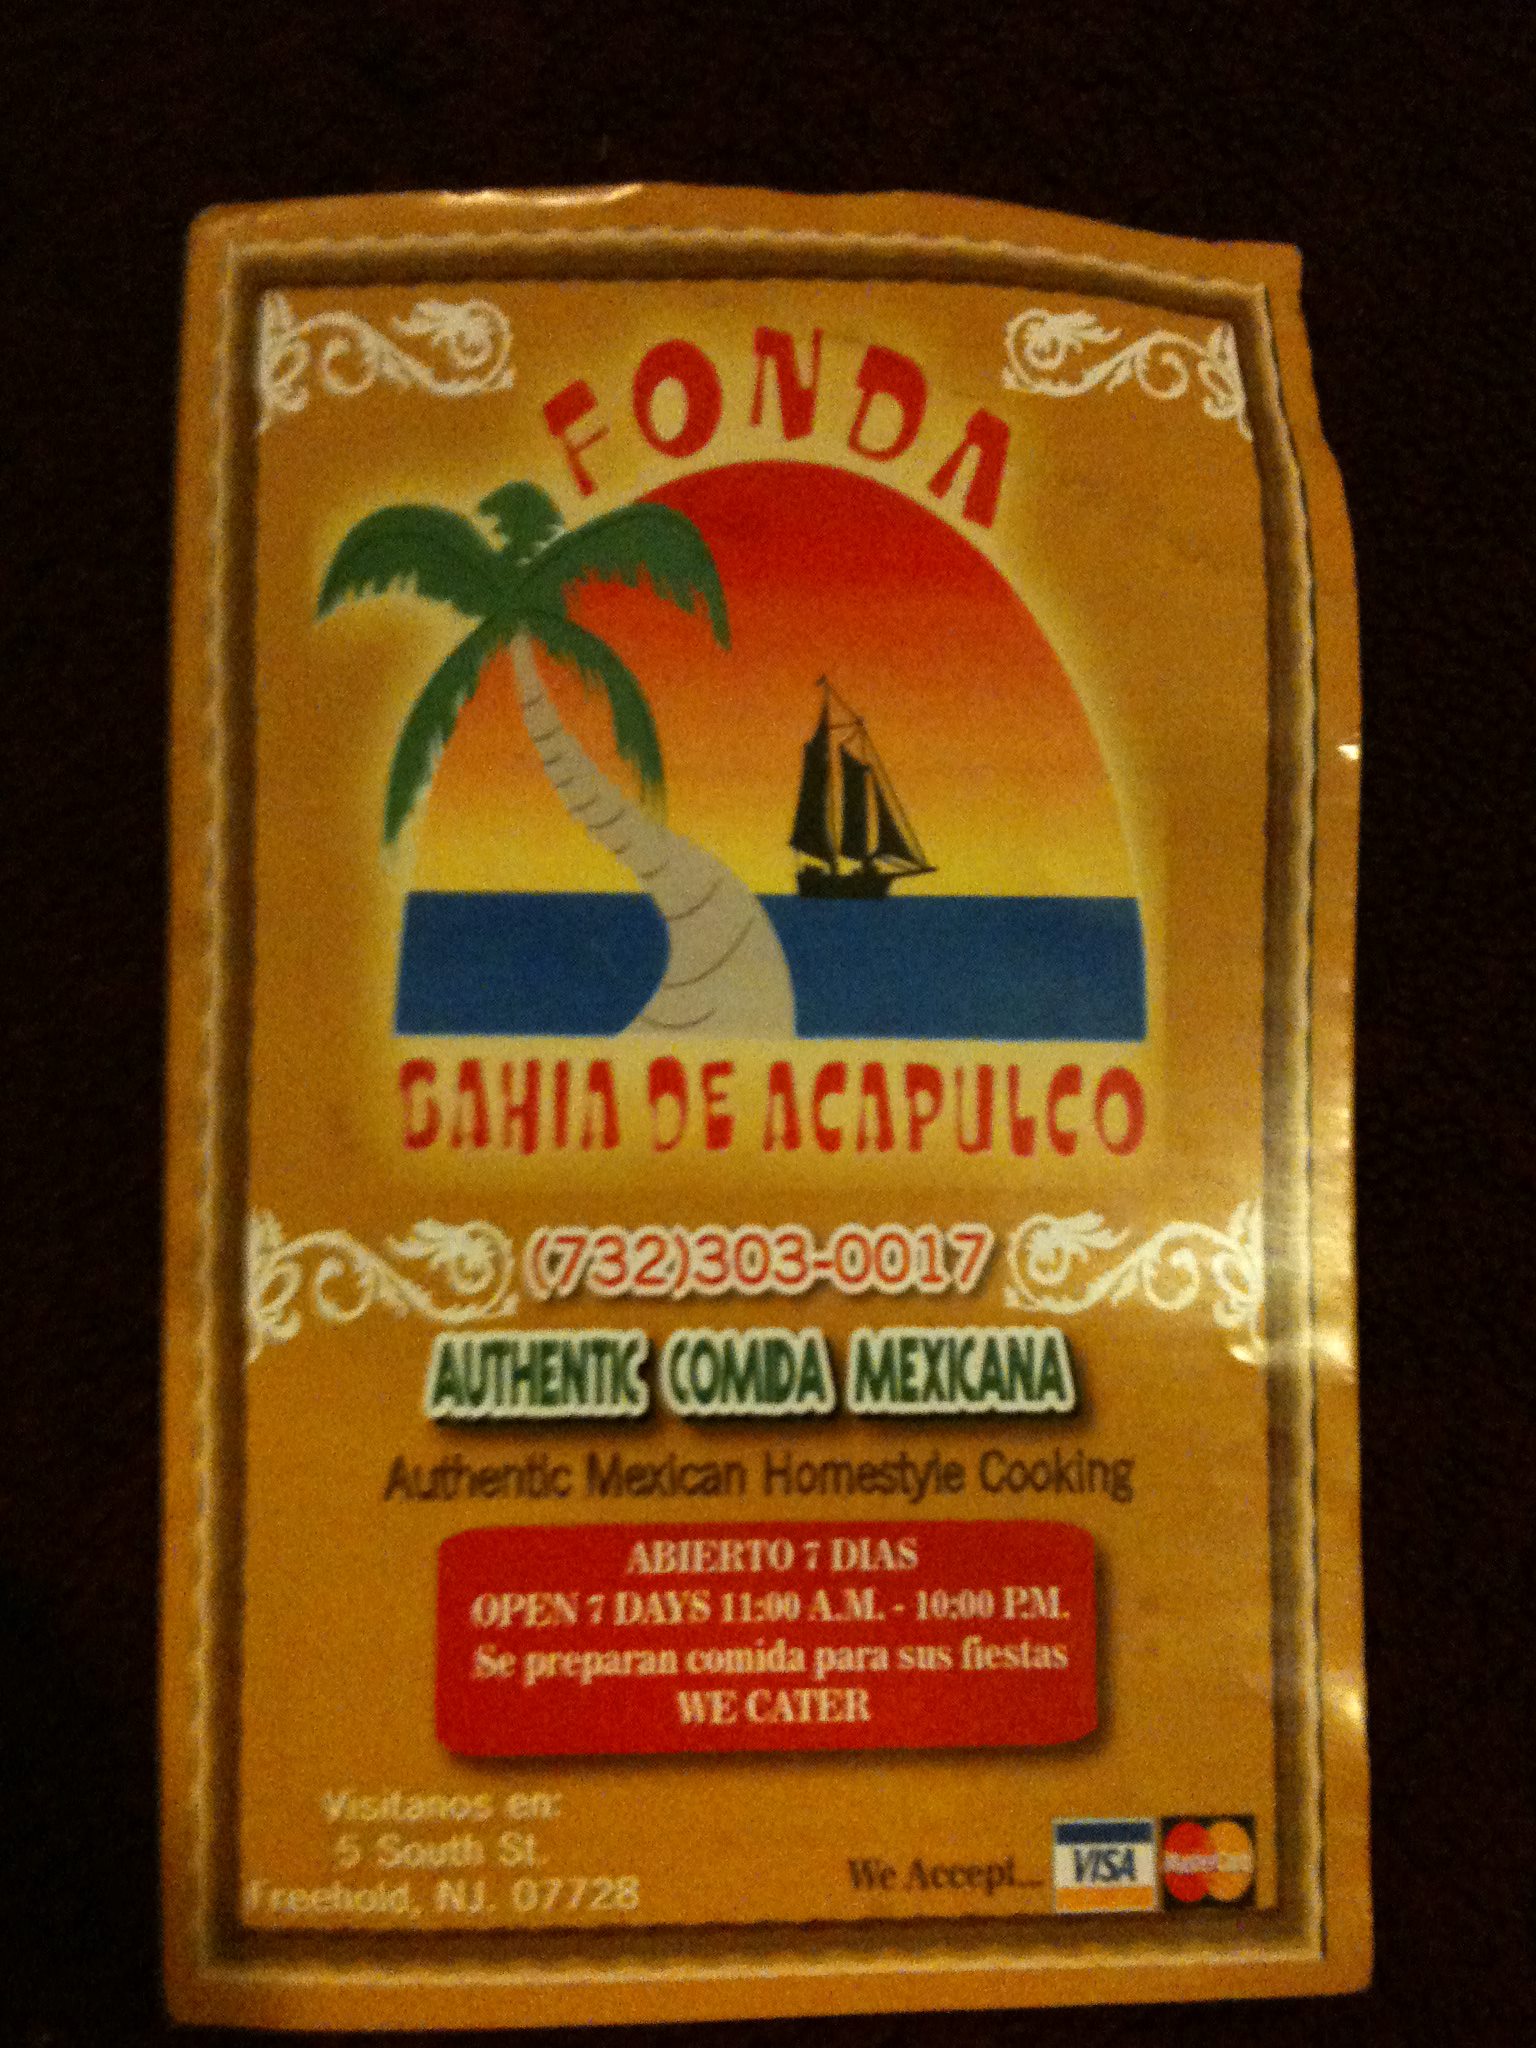 FONDA
BAHIA DE ACAPULCO
(732)303-0017
AUTHENTIC COMIDA MEXICANA
Authentic Mexican Homestyle Cooking
ABIERTO 7 DIAS
OPEN 7 DAYS 11:00 A.M. - 10:00 P.M.
Se preparan comida para sus fiestas
WE CATER
Visitanos en:
5 South St.
Freehold, NJ. 07728
We Accept... VISA MasterCard